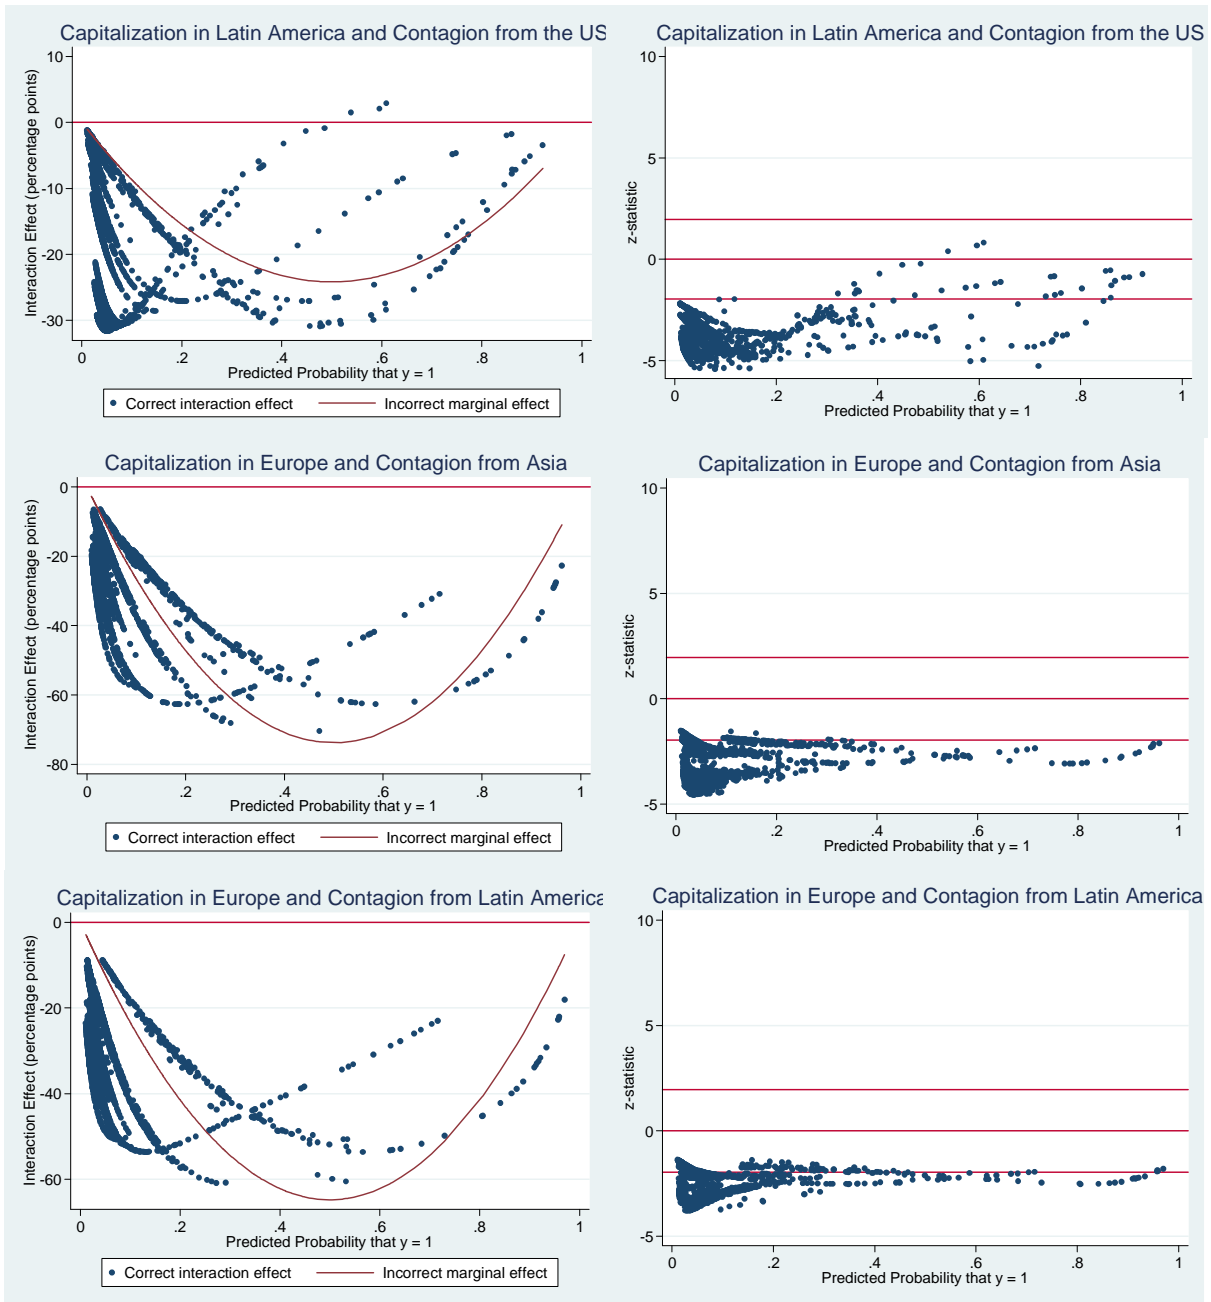 Capitalization in Latin America and Contagion from the US
Interaction Effect (percentage points)
10
0
-10
-20
-30
0 .2 .4 .6 .8 1
Predicted Probability that y = 1
Correct interaction effect Incorrect marginal effect
Capitalization in Latin America and Contagion from the US
z-statistic
10
5
0
-5
0 .2 .4 .6 .8 1
Predicted Probability that y = 1
Capitalization in Europe and Contagion from Asia
Interaction Effect (percentage points)
0
-20
-40
-60
-80
0 .2 .4 .6 .8 1
Predicted Probability that y = 1
Correct interaction effect Incorrect marginal effect
Capitalization in Europe and Contagion from Asia
z-statistic
10
5
0
-5
0 .2 .4 .6 .8 1
Predicted Probability that y = 1
Capitalization in Europe and Contagion from Latin America
Interaction Effect (percentage points)
0
-20
-40
-60
0 .2 .4 .6 .8 1
Predicted Probability that y = 1
Correct interaction effect Incorrect marginal effect
Capitalization in Europe and Contagion from Latin America
z-statistic
10
5
0
-5
0 .2 .4 .6 .8 1
Predicted Probability that y = 1